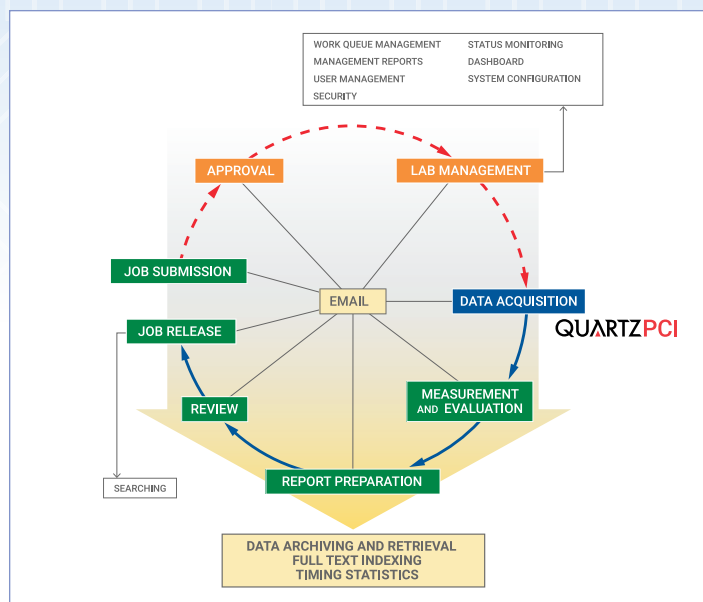 WORK QUEUE MANAGEMENT
MANAGEMENT REPORTS
USER MANAGEMENT
SECURITY
STATUS MONITORING
DASHBOARD
SYSTEM CONFIGURATION
APPROVAL
LAB MANAGEMENT
JOB SUBMISSION
EMAIL
DATA ACQUISITION
QUARTZPCI
JOB RELEASE
MEASUREMENT
AND EVALUATION
REVIEW
REPORT PREPARATION
SEARCHING
DATA ARCHIVING AND RETRIEVAL
FULL TEXT INDEXING
TIMING STATISTICS